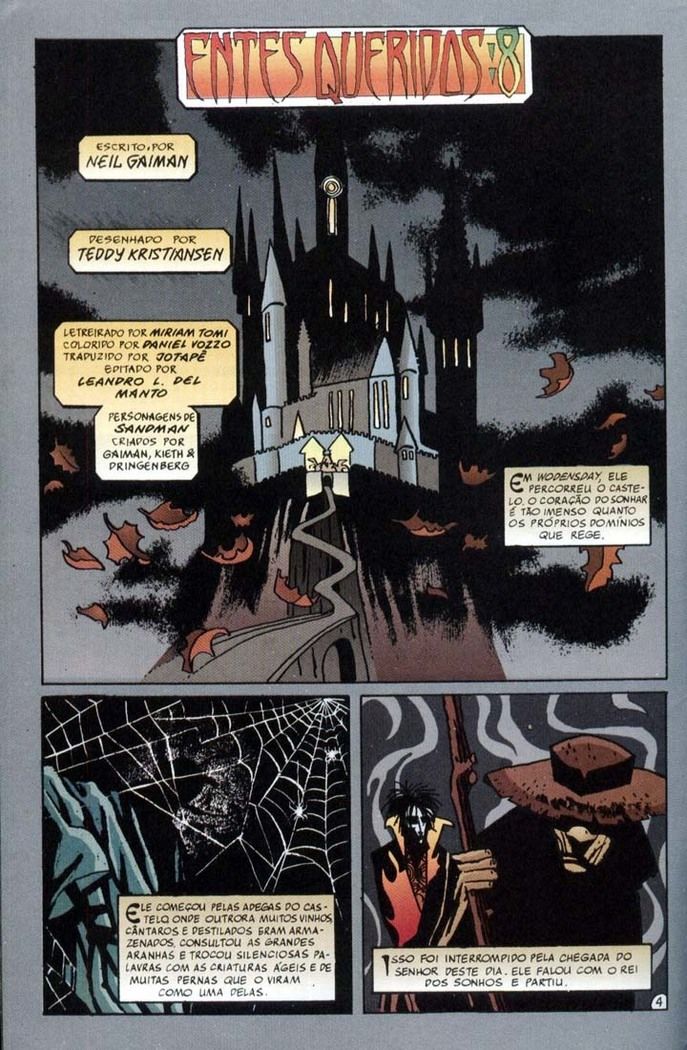 ENTES QUERIDOS:8
ESCRITO POR
NEIL GAIMAN
DESENHADO POR
TEDDY KRISTIANSEN
LETREIRADO POR MIRIAM TOMI
COLORIDO POR DANIEL VOZZO
TRADUZIDO POR JOTAPÊ
EDITADO POR
LEANDRO L. DEL
MANTO
PERSONAGENS DE
SANDMAN
CRIADOS POR
GAIMAN, KIETH &
DRINGENBERG
EM WODENSDAY, ELE
PERCORREU O CASTE-
LO, O CORAÇÃO DO SONHAR
É TÃO IMENSO QUANTO
OS PRÓPRIOS DOMÍNIOS
QUE REGE.
ELE COMEÇOU PELAS ADEGAS DO CAS-
TELO, ONDE OUTRORA MUITOS VINHOS,
CÂNTAROS E DESTILADOS ERAM ARMA-
ZENADOS, CONSULTOU AS GRANDES
ARANHAS E TROCOU SILENCIOSAS PA-
LAVRAS COM AS CRIATURAS ÁGEIS E DE
MUITAS PERNAS QUE O VIRAM
COMO UMA DELAS.
ISSO FOI INTERROMPIDO PELA CHEGADA DO
SENHOR DESTE DIA. ELE FALOU COM O REI
DOS SONHOS E PARTIU.
4